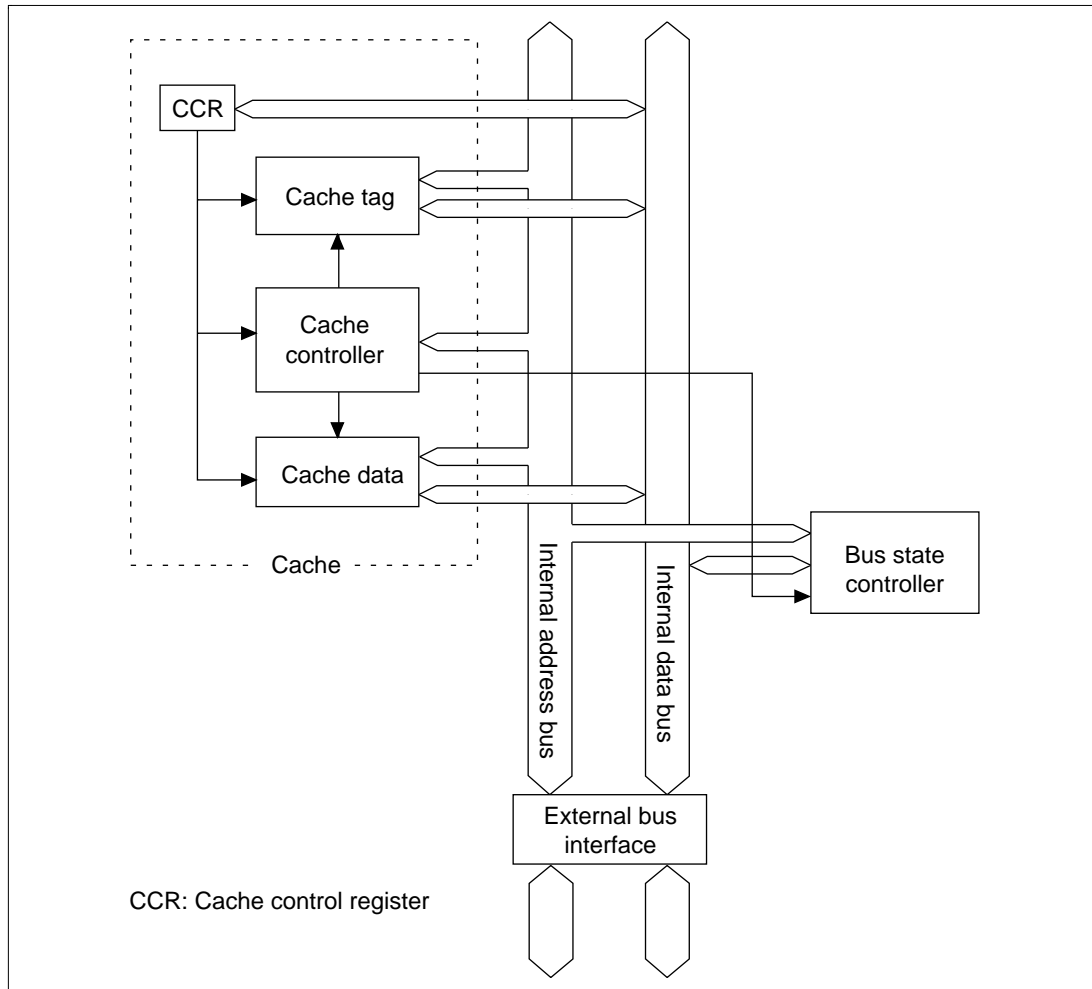 CCR
Cache tag
Cache
controller
Cache data
Cache
Internal address bus
Internal data bus
Bus state
controller
External bus
interface
CCR: Cache control register